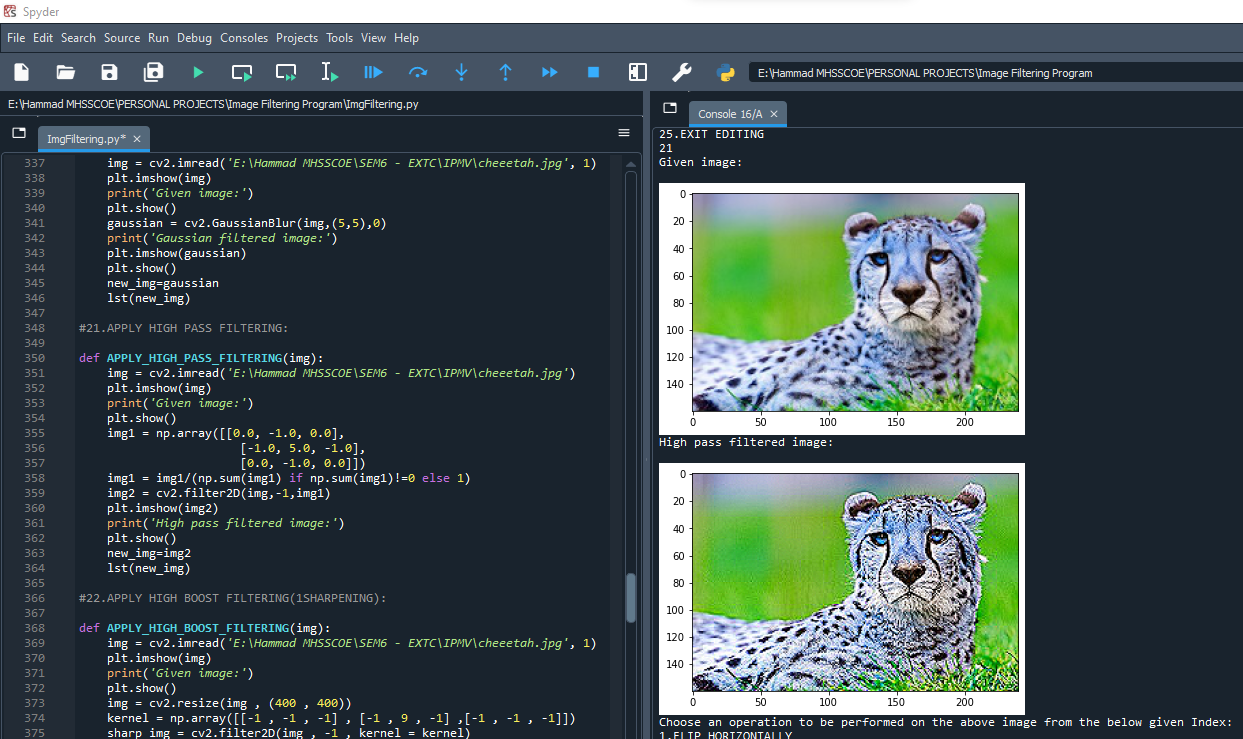 Spyder
File Edit Search Source Run Debug Consoles Projects Tools View Help
E:\Hammad MHSSCOE\PERSONAL PROJECTS\Image Filtering Program
E:\Hammad MHSSCOE\PERSONAL PROJECTS\Image Filtering Program\ImgFiltering.py
ImgFiltering.py*
337 img = cv2.imread('E:\Hammad MHSSCOE\SEM6 - EXTC\IPMV\cheeetah.jpg', 1)
338 plt.imshow(img)
339 print('Given image:')
340 plt.show()
341 gaussian = cv2.GaussianBlur(img,(5,5),0)
342 print('Gaussian filtered image:')
343 plt.imshow(gaussian)
344 plt.show()
345 new_img=gaussian
346 lst(new_img)
347
348 #21.APPLY HIGH PASS FILTERING:
349
350 def APPLY_HIGH_PASS_FILTERING(img):
351 img = cv2.imread('E:\Hammad MHSSCOE\SEM6 - EXTC\IPMV\cheeetah.jpg')
352 plt.imshow(img)
353 print('Given image:')
354 plt.show()
355 img1 = np.array([[0.0, -1.0, 0.0],
356 [-1.0, 5.0, -1.0],
357 [0.0, -1.0, 0.0]])
358 img1 = img1/(np.sum(img1) if np.sum(img1)!=0 else 1)
359 img2 = cv2.filter2D(img,-1,img1)
360 plt.imshow(img2)
361 print('High pass filtered image:')
362 plt.show()
363 new_img=img2
364 lst(new_img)
365
366 #22.APPLY HIGH BOOST FILTERING(1SHARPENING):
367
368 def APPLY_HIGH_BOOST_FILTERING(img):
369 img = cv2.imread('E:\Hammad MHSSCOE\SEM6 - EXTC\IPMV\cheeetah.jpg', 1)
370 plt.imshow(img)
371 print('Given image:')
372 plt.show()
373 img = cv2.resize(img , (400 , 400))
374 kernel = np.array([[-1 , -1 , -1] , [-1 , 9 , -1] ,[-1 , -1 , -1]])
375 sharp_img = cv2.filter2D(img , -1 , kernel = kernel)
Console 16/A
25.EXIT EDITING
21
Given image:
0
20
40
60
80
100
120
140
0 50 100 150 200
High pass filtered image:
0
20
40
60
80
100
120
140
0 50 100 150 200
Choose an operation to be performed on the above image from the below given Index:
1.FLIP HORIZONTALLY